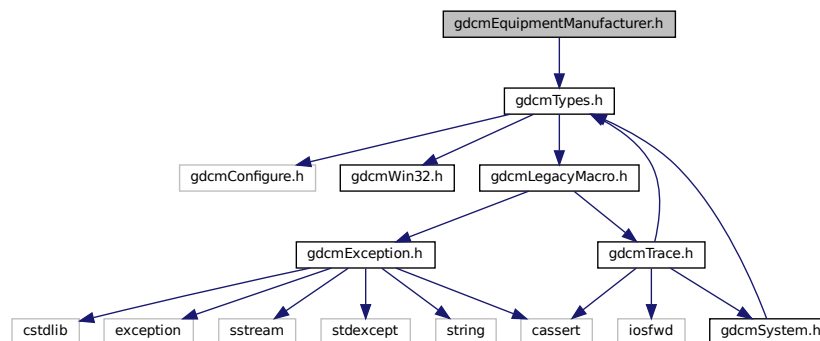 gdcmEquipmentManufacturer.h
gdcmTypes.h
gdcmConfigure.h
gdcmWin32.h
gdcmLegacyMacro.h
gdcmException.h
gdcmTrace.h
cstdlib
exception
sstream
stdexcept
string
cassert
iosfwd
gdcmSystem.h